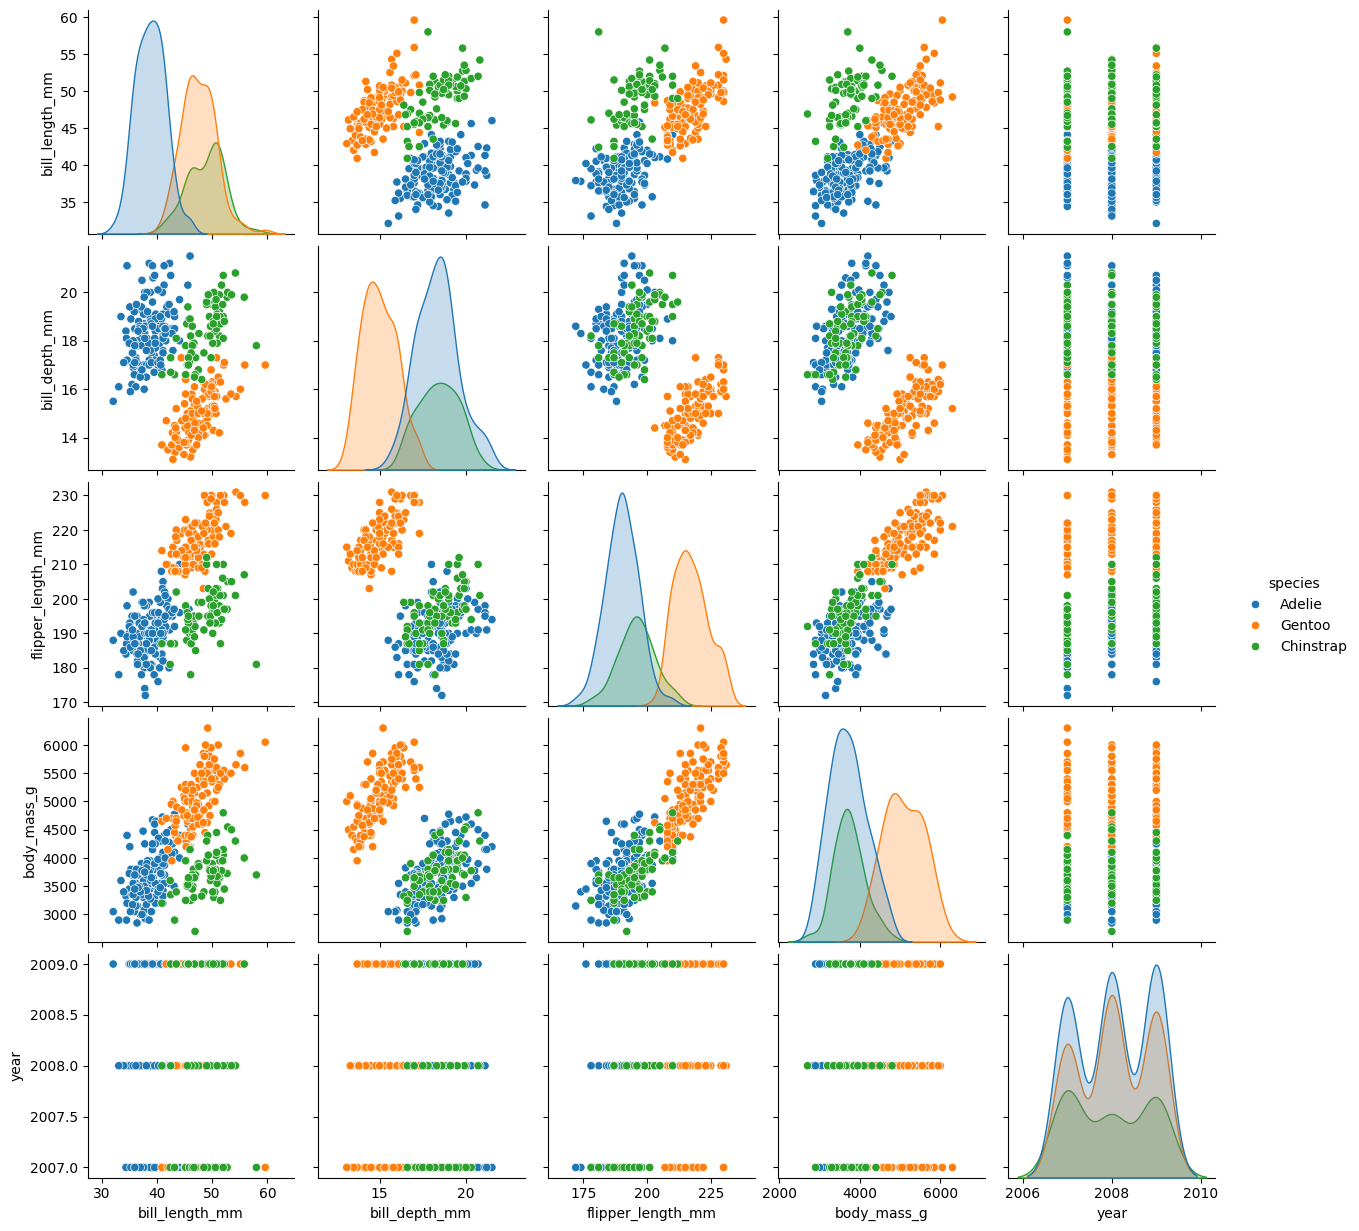 60
55
50
45
40
35
bill_length_mm
20
18
16
14
bill_depth_mm
230
220
210
200
190
180
170
flipper_length_mm
species
Adelie
Gentoo
Chinstrap
6000
5500
5000
4500
4000
3500
3000
body_mass_g
2009.0
2008.5
2008.0
2007.5
2007.0
year
30 40 50 60
15 20
175 200 225
2000 4000 6000
2006 2008 2010
bill_length_mm
bill_depth_mm
flipper_length_mm
body_mass_g
year